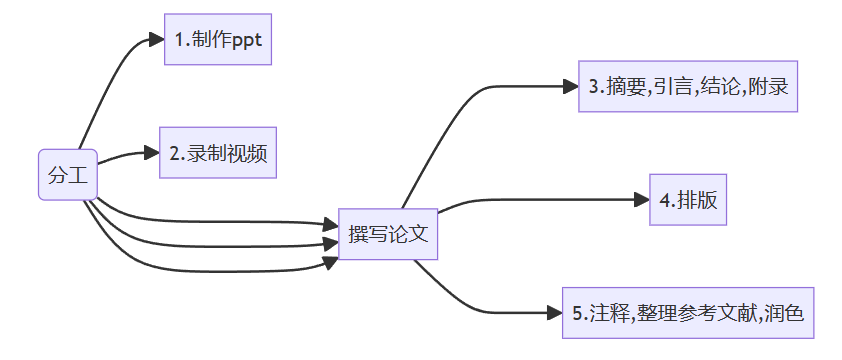 分工
1.制作ppt
2.录制视频
撰写论文
3.摘要,引言,结论,附录
4.排版
5.注释,整理参考文献,润色